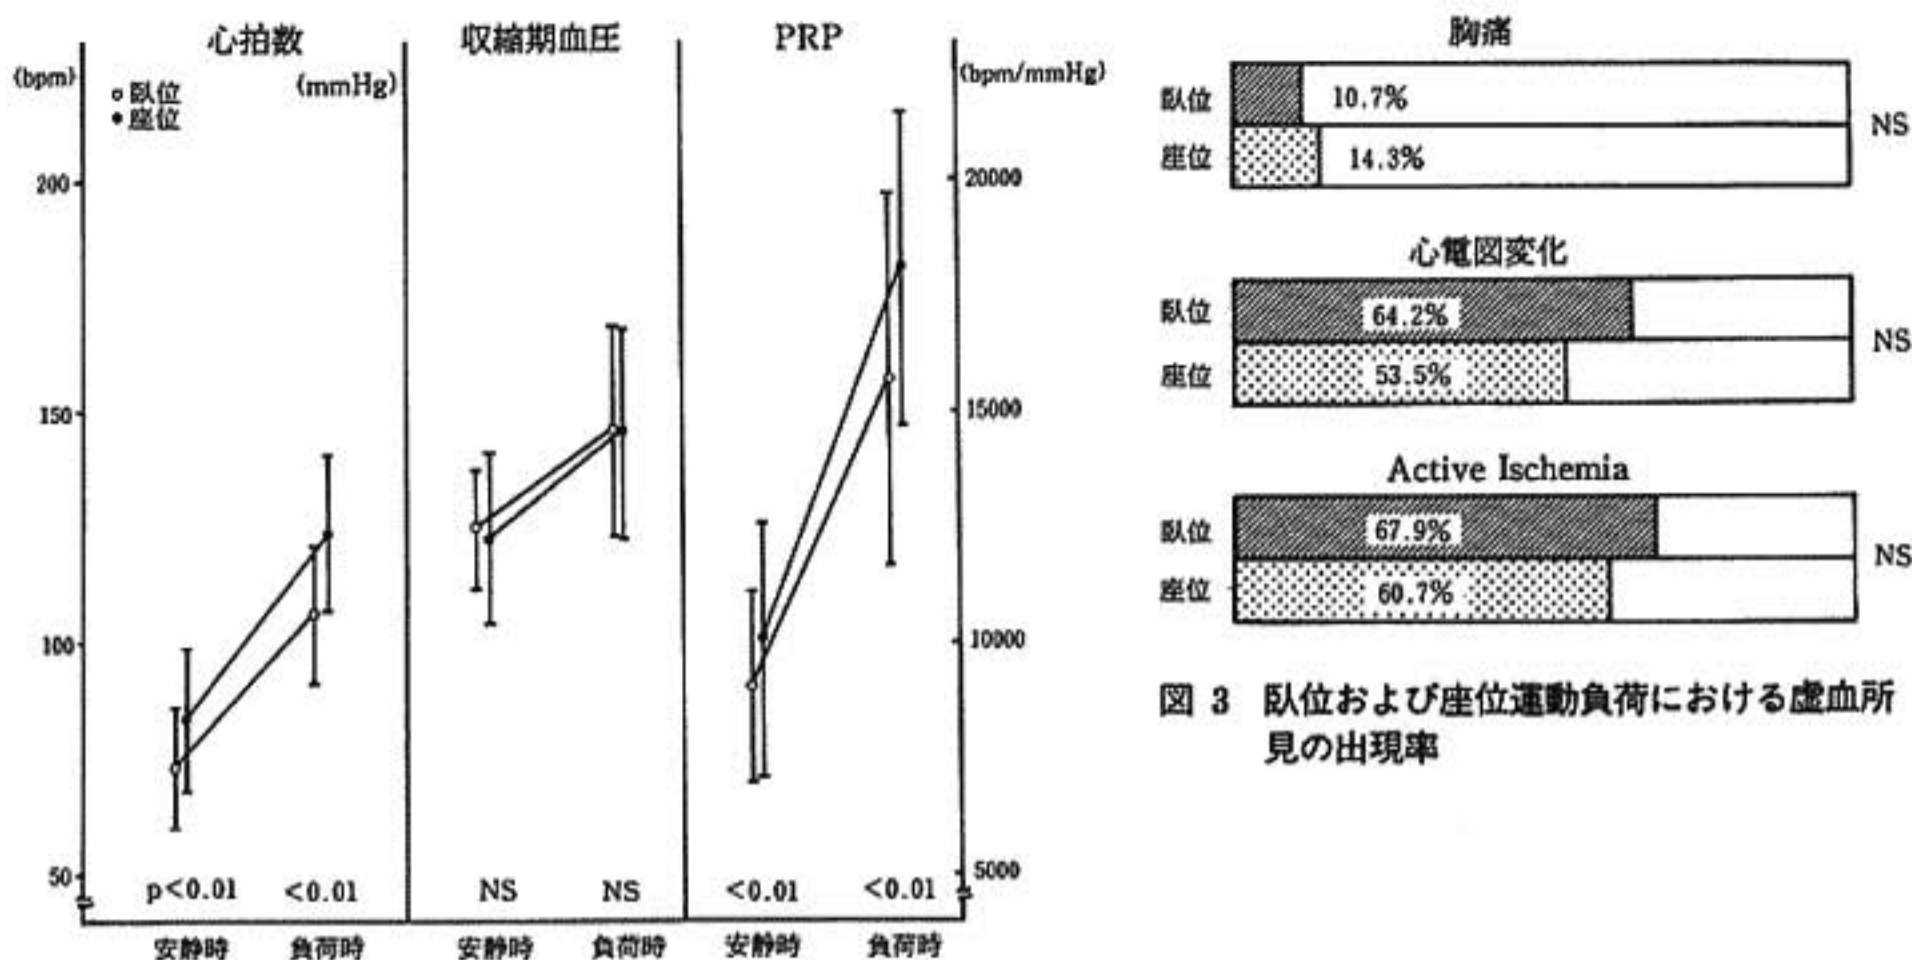 心拍数
収縮期血圧
PRP
(bpm)
(mmHg)
(bpm/mmHg)
○臥位
●座位
200
150
100
50
20000
15000
10000
5000
p<0.01
<0.01
NS
NS
<0.01
<0.01
安静時
負荷時
安静時
負荷時
安静時
負荷時
胸痛
臥位
10.7%
座位
14.3%
NS
心電図変化
臥位
64.2%
座位
53.5%
NS
Active Ischemia
臥位
67.9%
座位
60.7%
NS
図 3 臥位および座位運動負荷における虚血所
見の出現率